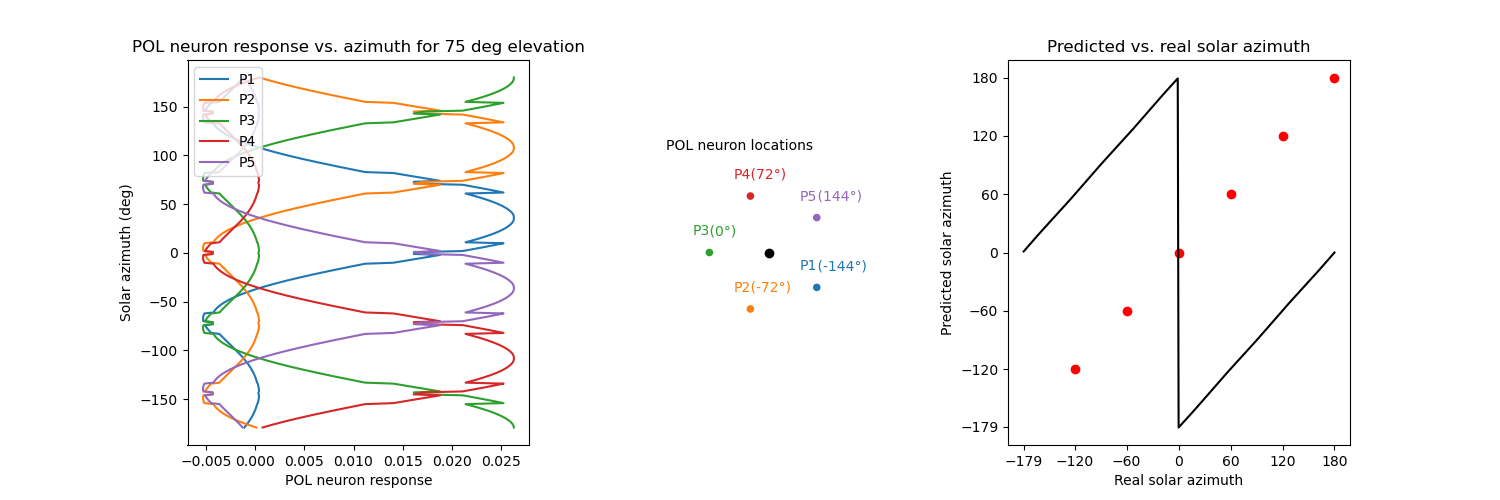 POL neuron response vs. azimuth for 75 deg elevation
P1
P2
P3
P4
P5
150
100
50
0
−50
−100
−150
Solar azimuth (deg)
−0.005 0.000 0.005 0.010 0.015 0.020 0.025
POL neuron response
POL neuron locations
P4(72°)
P5(144°)
P3(0°)
P1(-144°)
P2(-72°)
Predicted vs. real solar azimuth
180
120
60
0
−60
−120
−179
Predicted solar azimuth
−179 −120 −60 0 60 120 180
Real solar azimuth